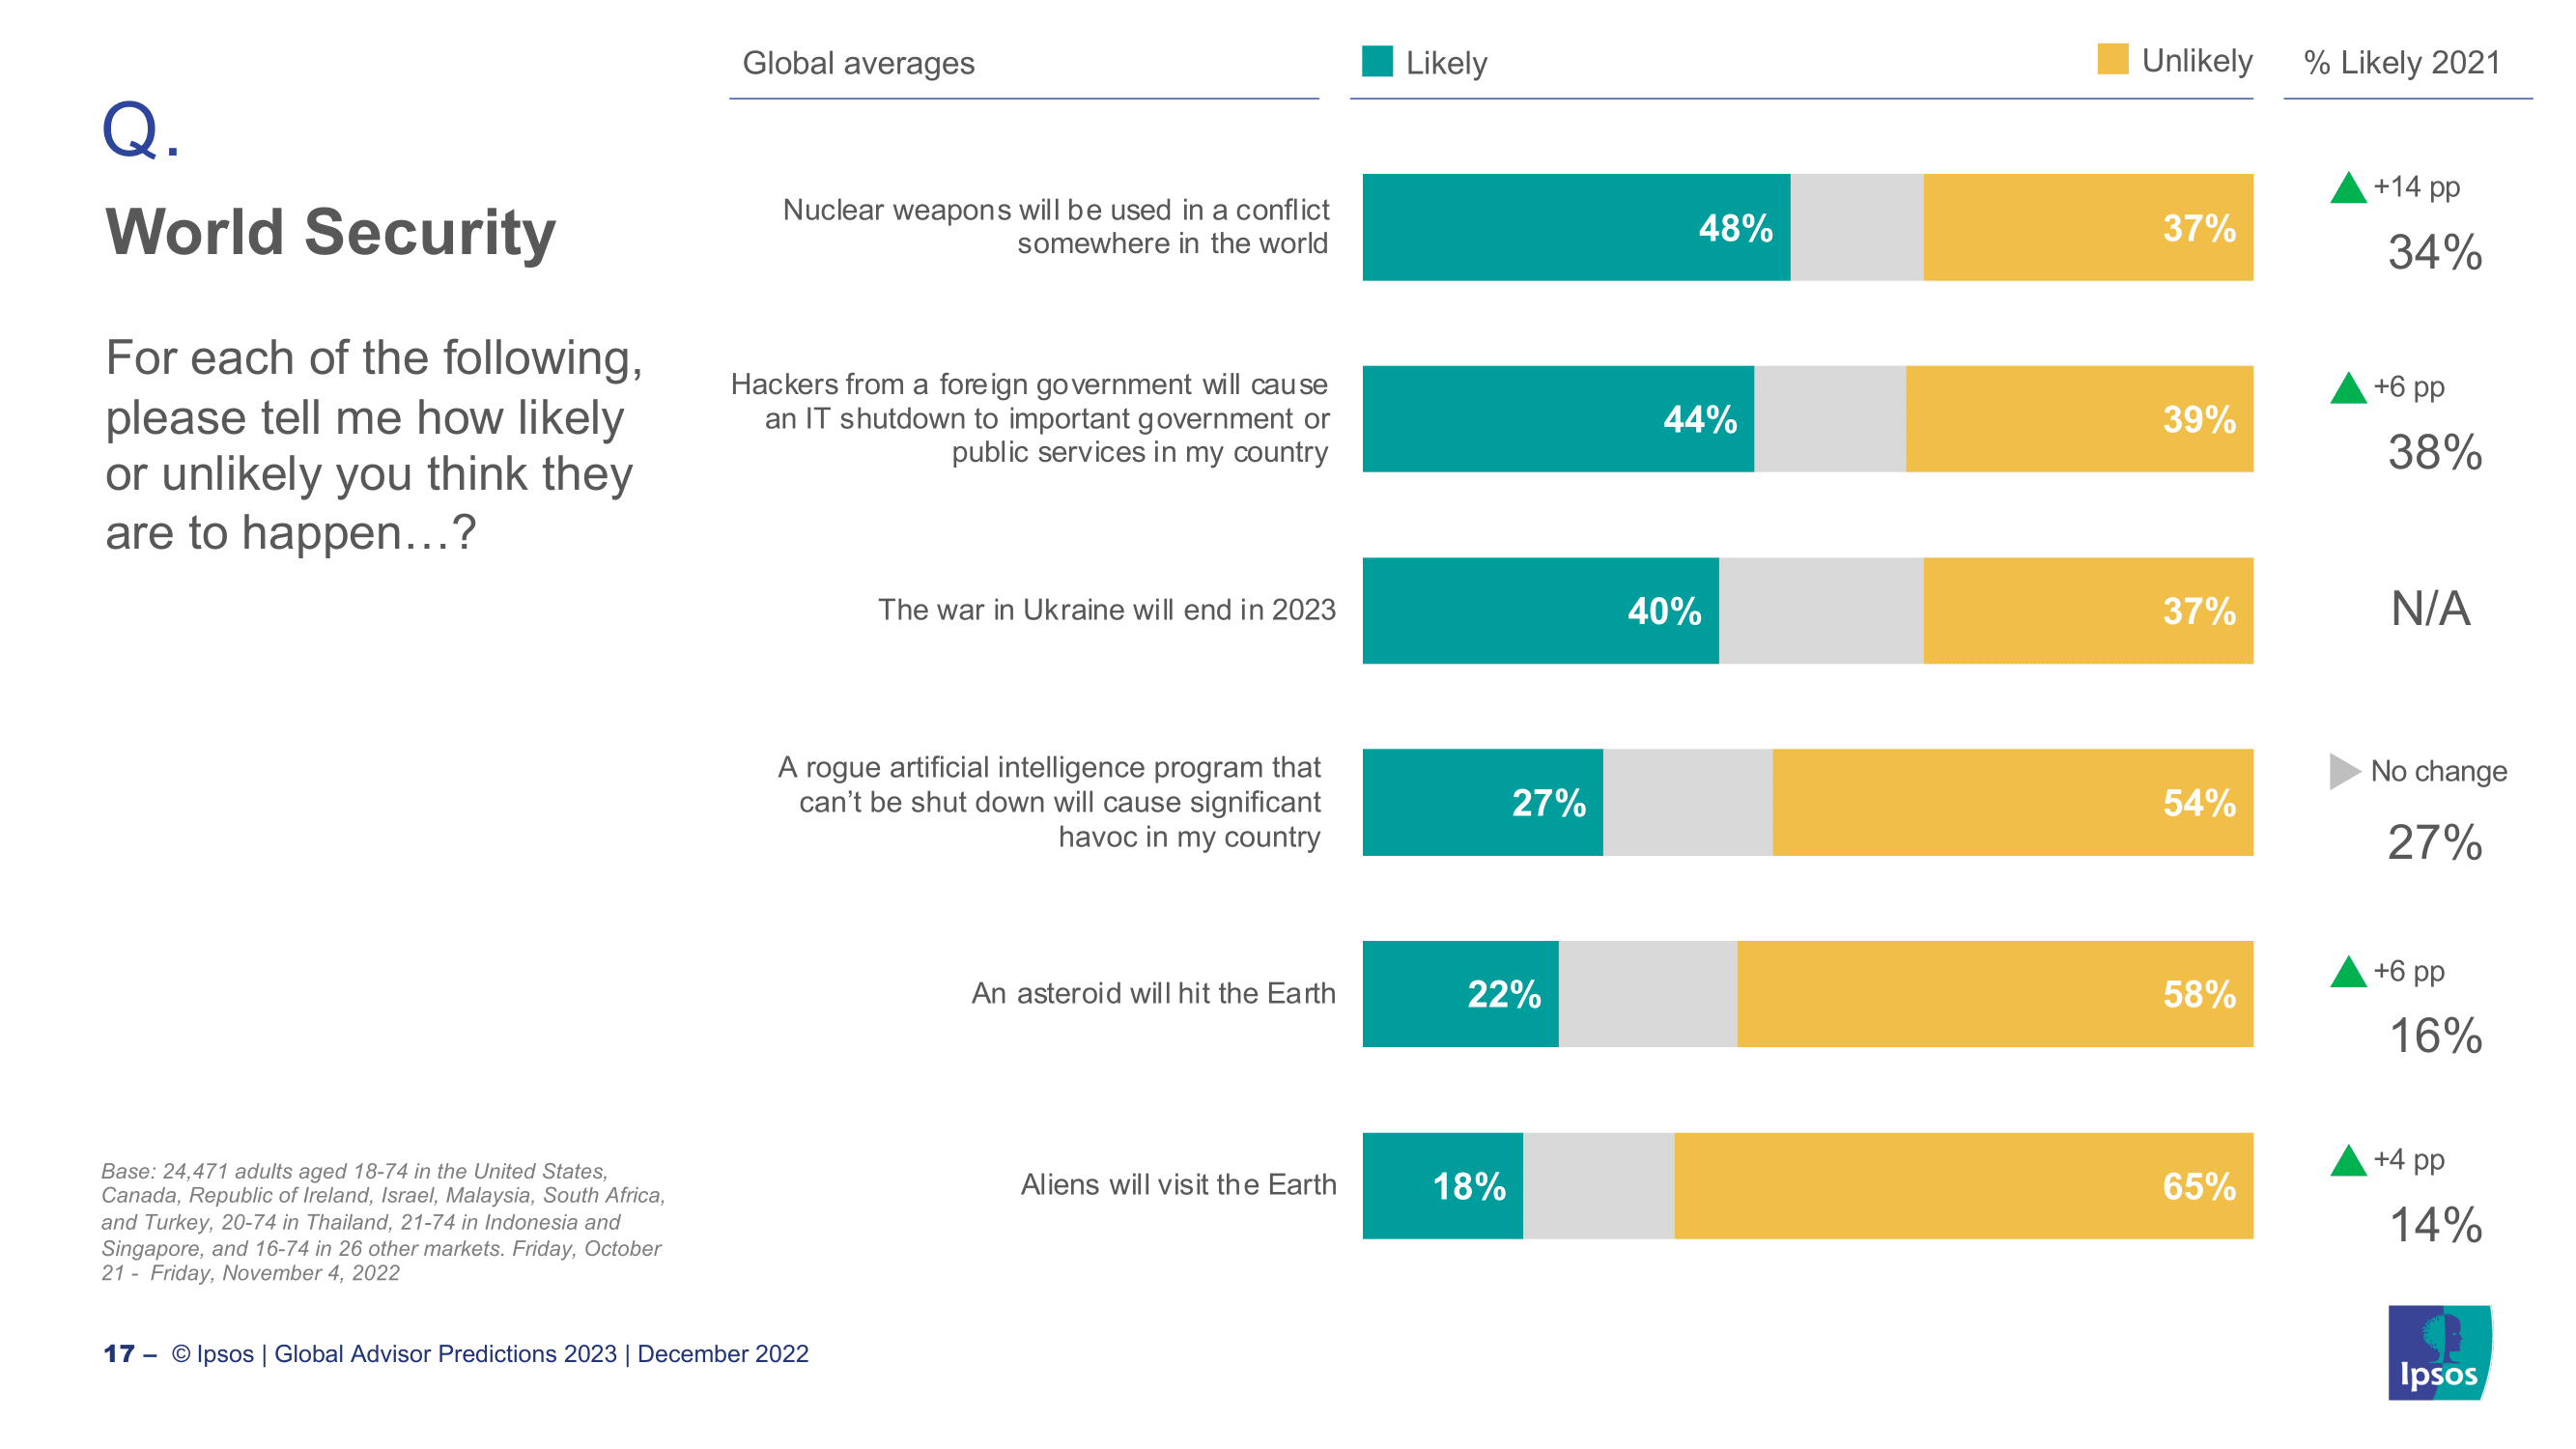 Global averages
Likely
Unlikely
% Likely 2021
Q.
World Security
For each of the following,
please tell me how likely
or unlikely you think they
are to happen…?
Nuclear weapons will be used in a conflict
somewhere in the world
48%
37%
+14 pp
34%
Hackers from a foreign government will cause
an IT shutdown to important government or
public services in my country
44%
39%
+6 pp
38%
The war in Ukraine will end in 2023
40%
37%
N/A
A rogue artificial intelligence program that
can’t be shut down will cause significant
havoc in my country
27%
54%
No change
27%
An asteroid will hit the Earth
22%
58%
+6 pp
16%
Aliens will visit the Earth
18%
65%
+4 pp
14%
Base: 24,471 adults aged 18-74 in the United States,
Canada, Republic of Ireland, Israel, Malaysia, South Africa,
and Turkey, 20-74 in Thailand, 21-74 in Indonesia and
Singapore, and 16-74 in 26 other markets. Friday, October
21 - Friday, November 4, 2022
17 – © Ipsos | Global Advisor Predictions 2023 | December 2022
Ipsos